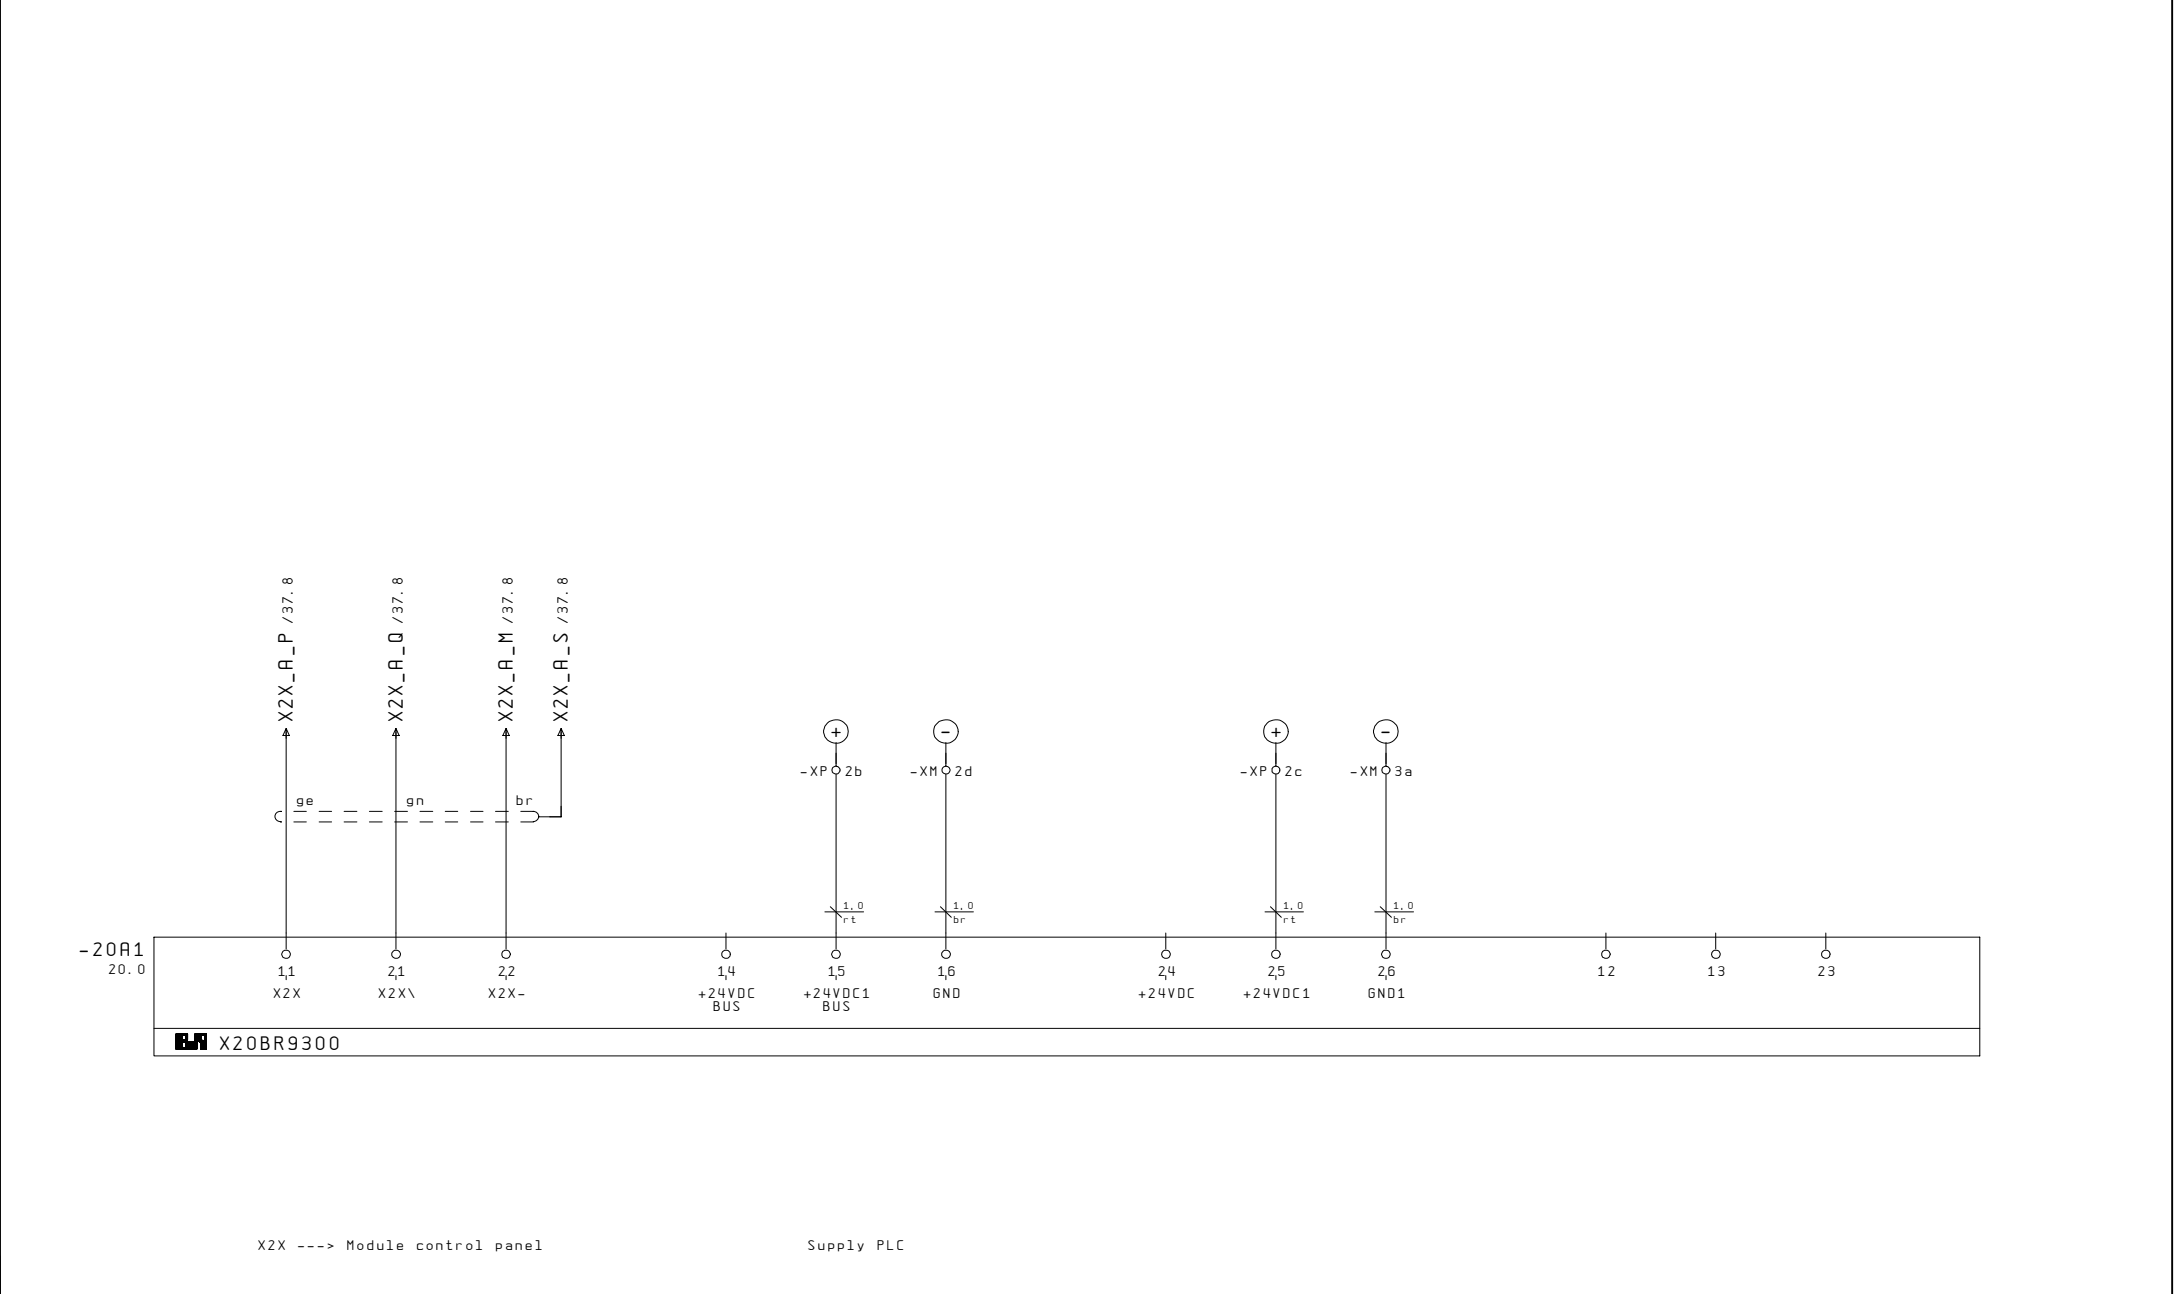 X2X_A_P /37.8
X2X_A_Q /37.8
X2X_A_M /37.8
X2X_A_S /37.8
-XP 2b
-XM 2d
-XP 2c
-XM 3a
ge gn br
1,0 rt
1,0 br
1,0 rt
1,0 br
-20A1
20.0
1,1 2,1 2,2 1,4 1,5 1,6 2,4 2,5 2,6 12 13 23
X2X X2X\ X2X- +24VDC +24VDC1 GND +24VDC +24VDC1 GND1
BUS BUS
B&R X20BR9300
X2X ---> Module control panel Supply PLC